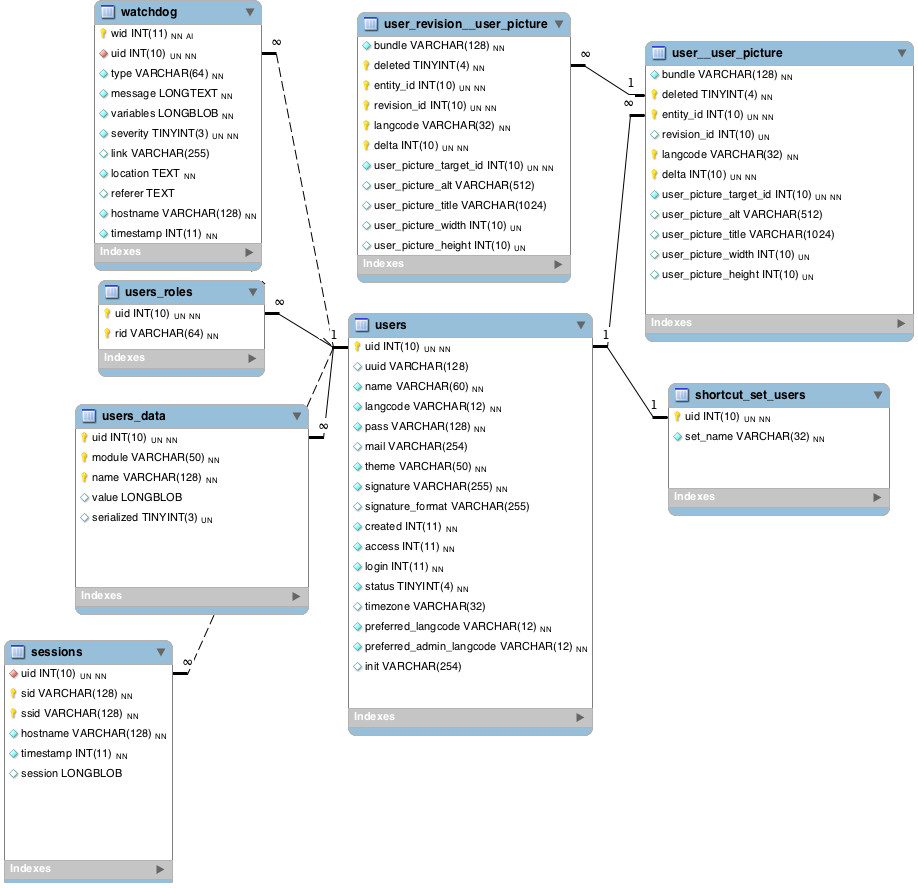 watchdog
wid INT(11) NN AI
uid INT(10) UN NN
type VARCHAR(64) NN
message LONGTEXT NN
variables LONGBLOB NN
severity TINYINT(3) UN NN
link VARCHAR(255)
location TEXT NN
referer TEXT
hostname VARCHAR(128) NN
timestamp INT(11) NN
Indexes
∞
user_revision__user_picture
bundle VARCHAR(128) NN
deleted TINYINT(4) NN
entity_id INT(10) UN NN
revision_id INT(10) UN NN
langcode VARCHAR(32) NN
delta INT(10) UN NN
user_picture_target_id INT(10) UN NN
user_picture_alt VARCHAR(512)
user_picture_title VARCHAR(1024)
user_picture_width INT(10) UN
user_picture_height INT(10) UN
Indexes
∞
1
∞
user__user_picture
bundle VARCHAR(128) NN
deleted TINYINT(4) NN
entity_id INT(10) UN NN
revision_id INT(10) UN
langcode VARCHAR(32) NN
delta INT(10) UN NN
user_picture_target_id INT(10) UN NN
user_picture_alt VARCHAR(512)
user_picture_title VARCHAR(1024)
user_picture_width INT(10) UN
user_picture_height INT(10) UN
Indexes
users_roles
uid INT(10) UN NN
rid VARCHAR(64) NN
Indexes
∞
1
users
uid INT(10) UN NN
uuid VARCHAR(128)
name VARCHAR(60) NN
langcode VARCHAR(12) NN
pass VARCHAR(128) NN
mail VARCHAR(254)
theme VARCHAR(50) NN
signature VARCHAR(255) NN
signature_format VARCHAR(255)
created INT(11) NN
access INT(11) NN
login INT(11) NN
status TINYINT(4) NN
timezone VARCHAR(32)
preferred_langcode VARCHAR(12) NN
preferred_admin_langcode VARCHAR(12) NN
init VARCHAR(254)
Indexes
1
1
shortcut_set_users
uid INT(10) UN NN
set_name VARCHAR(32) NN
Indexes
users_data
uid INT(10) UN NN
module VARCHAR(50) NN
name VARCHAR(128) NN
value LONGBLOB
serialized TINYINT(3) UN
Indexes
∞
sessions
uid INT(10) UN NN
sid VARCHAR(128) NN
ssid VARCHAR(128) NN
hostname VARCHAR(128) NN
timestamp INT(11) NN
session LONGBLOB
Indexes
∞